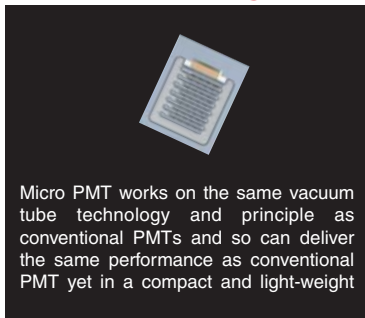 Micro PMT works on the same vacuum
tube technology and principle as
conventional PMTs and so can deliver
the same performance as conventional
PMT yet in a compact and light-weight